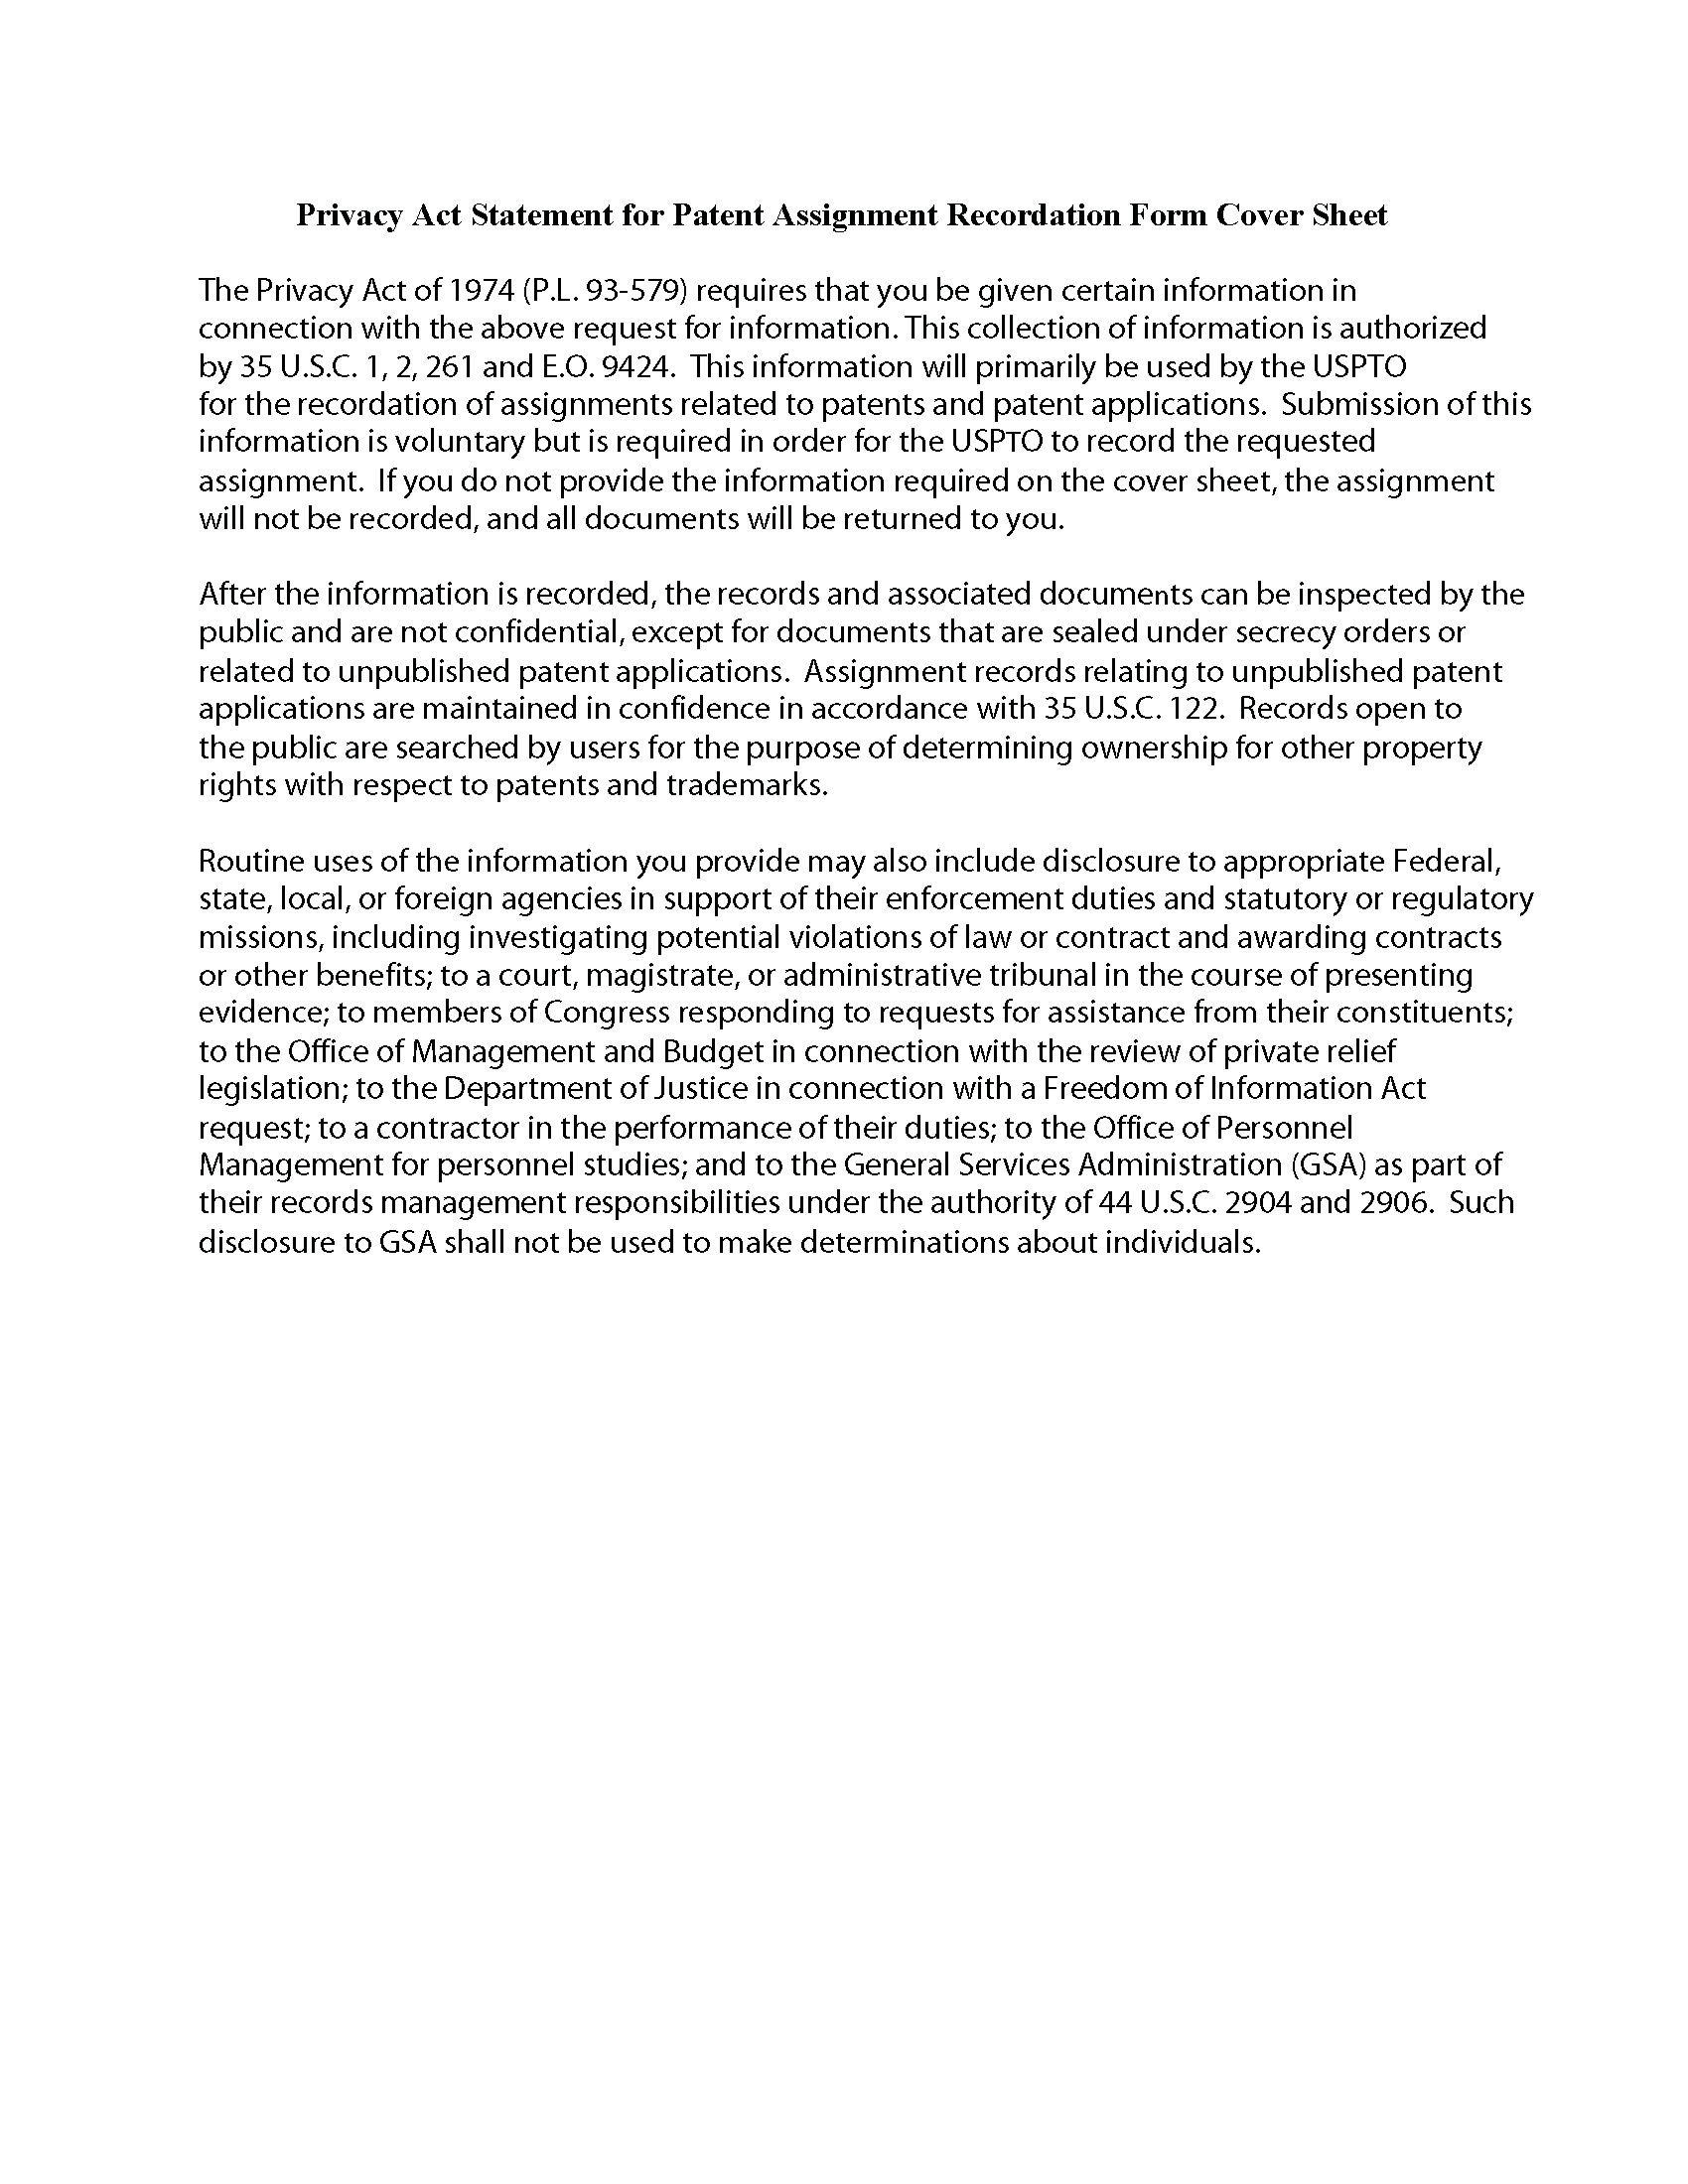 Privacy Act Statement for Patent Assignment Recordation Form Cover Sheet
The Privacy Act of 1974 (P.L. 93-579) requires that you be given certain information in
connection with the above request for information. This collection of information is authorized
by 35 U.S.C. 1, 2, 261 and E.O. 9424.  This information will primarily be used by the USPTO
for the recordation of assignments related to patents and patent applications.  Submission of this
information is voluntary but is required in order for the USPTO to record the requested
assignment.  If you do not provide the information required on the cover sheet, the assignment
will not be recorded, and all documents will be returned to you.
After the information is recorded, the records and associated documents can be inspected by the
public and are not confidential, except for documents that are sealed under secrecy orders or
related to unpublished patent applications.  Assignment records relating to unpublished patent
applications are maintained in confidence in accordance with 35 U.S.C. 122.  Records open to
the public are searched by users for the purpose of determining ownership for other property
rights with respect to patents and trademarks.
Routine uses of the information you provide may also include disclosure to appropriate Federal,
state, local, or foreign agencies in support of their enforcement duties and statutory or regulatory
missions, including investigating potential violations of law or contract and awarding contracts
or other benefits; to a court, magistrate, or administrative tribunal in the course of presenting
evidence; to members of Congress responding to requests for assistance from their constituents;
to the Office of Management and Budget in connection with the review of private relief
legislation; to the Department of Justice in connection with a Freedom of Information Act
request; to a contractor in the performance of their duties; to the Office of Personnel
Management for personnel studies; and to the General Services Administration (GSA) as part of
their records management responsibilities under the authority of 44 U.S.C. 2904 and 2906.  Such
disclosure to GSA shall not be used to make determinations about individuals.